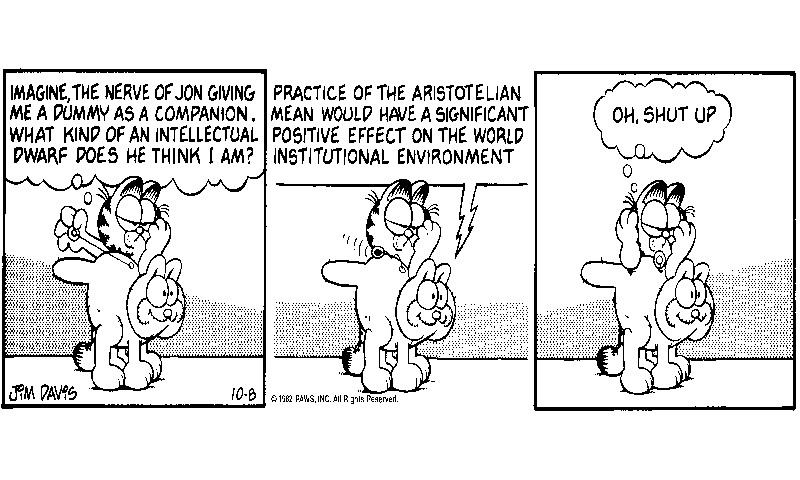 IMAGINE, THE NERVE OF JON GIVING
ME A DUMMY AS A COMPANION.
WHAT KIND OF AN INTELLECTUAL
DWARF DOES HE THINK I AM?
JIM DAVIS
10-8
PRACTICE OF THE ARISTOTELIAN
MEAN WOULD HAVE A SIGNIFICANT
POSITIVE EFFECT ON THE WORLD
INSTITUTIONAL ENVIRONMENT
© 1982 PAWS, INC. All Rights Reserved.
OH, SHUT UP